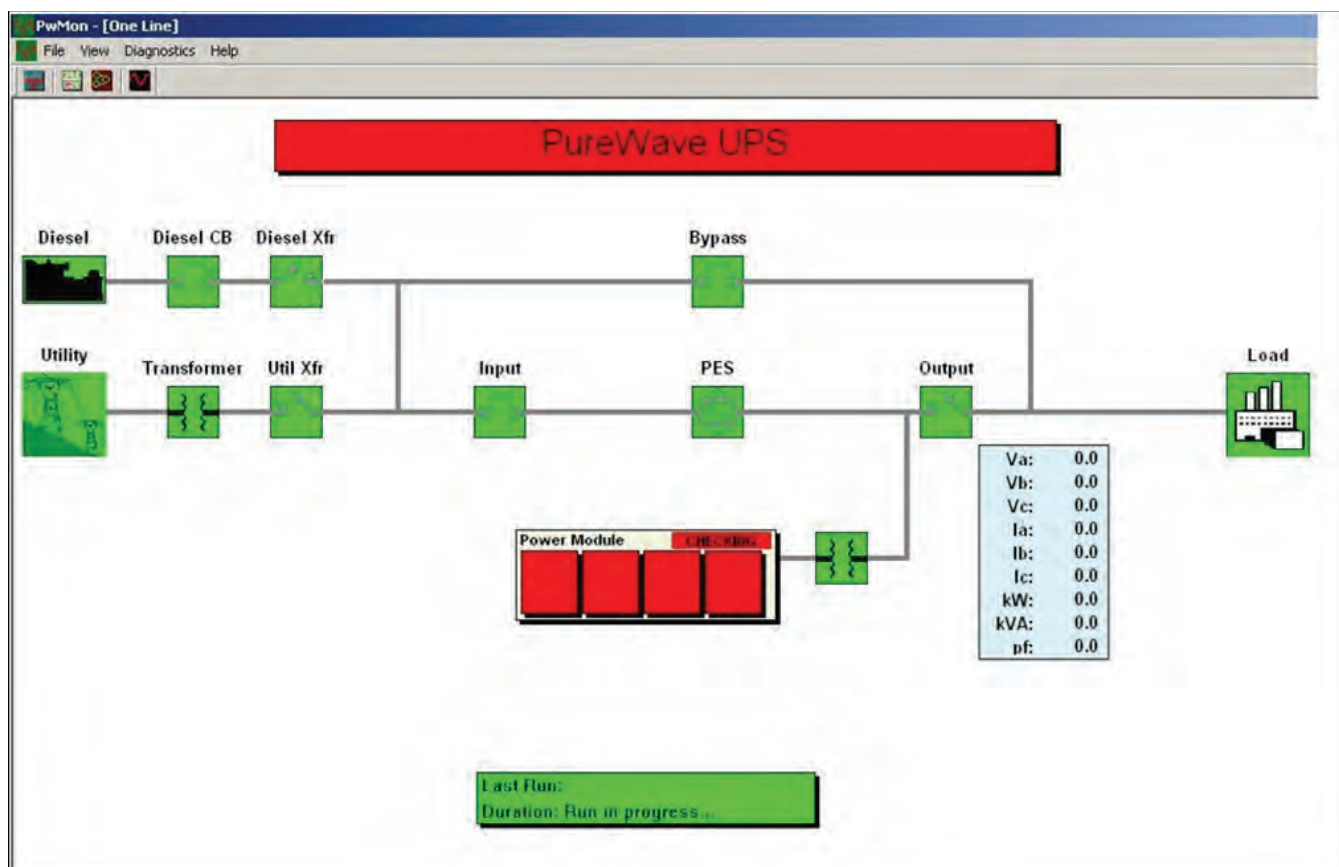 PwMon - [One Line]
File View Diagnostics Help
PureWave UPS
Diesel Diesel CB Diesel Xfr Bypass
Utility Transformer Util Xfr Input PES Output Load
Va: 0.0
Vb: 0.0
Vc: 0.0
Ia: 0.0
Ib: 0.0
Ic: 0.0
kW: 0.0
kVA: 0.0
pf: 0.0
Power Module CHECKING
Last Run:
Duration: Run in progress...